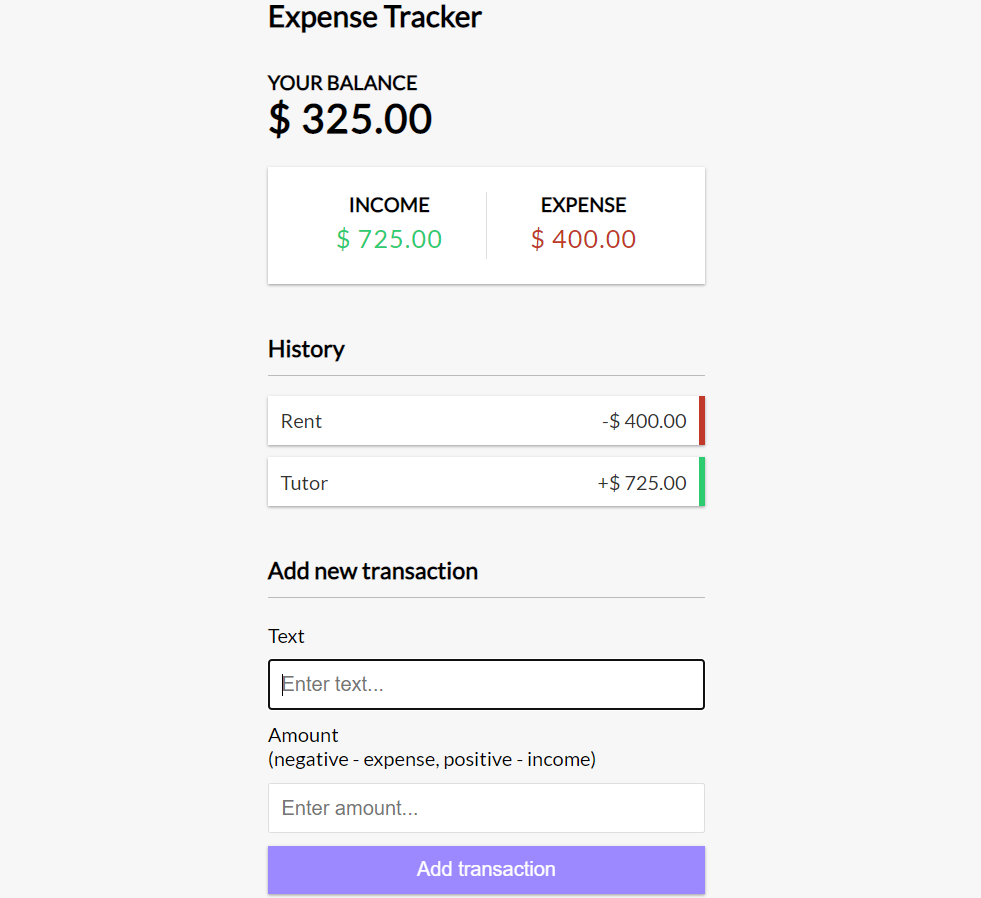 Expense Tracker
YOUR BALANCE
$ 325.00
INCOME EXPENSE
$ 725.00 $ 400.00
History
Rent -$ 400.00
Tutor +$ 725.00
Add new transaction
Text
Enter text...
Amount
(negative - expense, positive - income)
Enter amount...
Add transaction